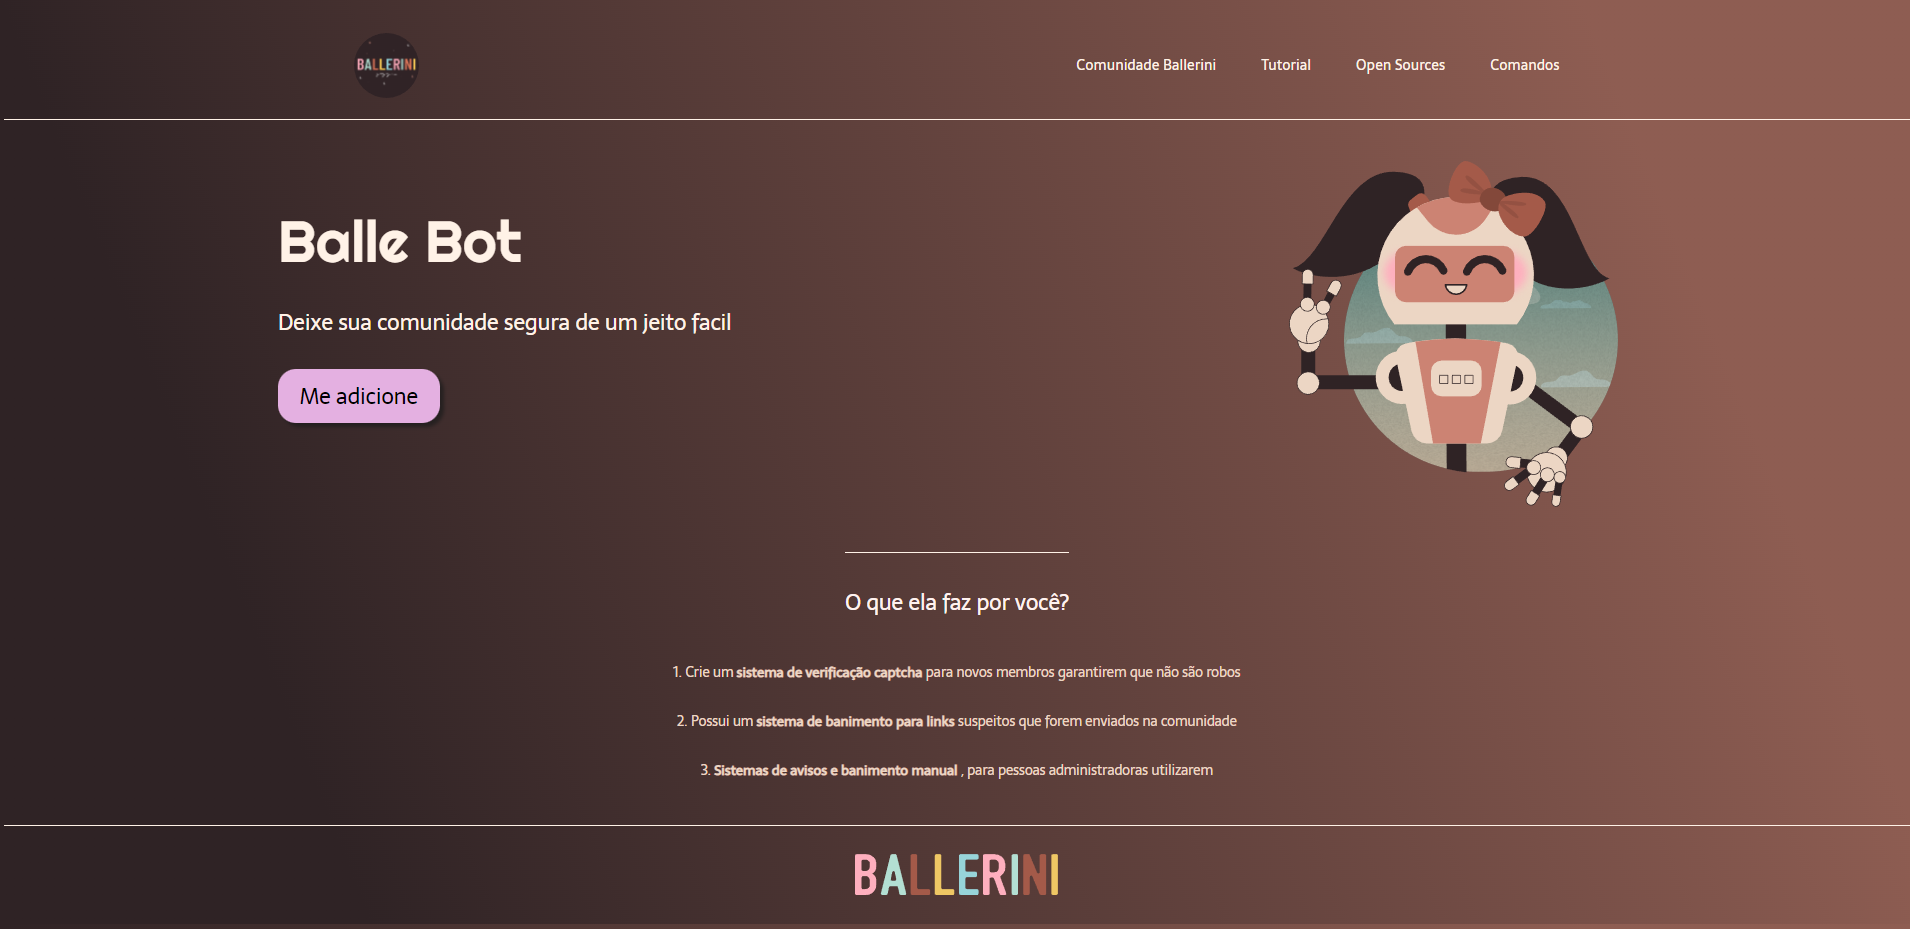 BALLERINI
Comunidade Ballerini Tutorial Open Sources Comandos
Balle Bot
Deixe sua comunidade segura de um jeito facil
Me adicione
O que ela faz por você?
1. Crie um sistema de verificação captcha para novos membros garantirem que não são robos
2. Possui um sistema de banimento para links suspeitos que forem enviados na comunidade
3. Sistemas de avisos e banimento manual , para pessoas administradoras utilizarem
BALLERINI